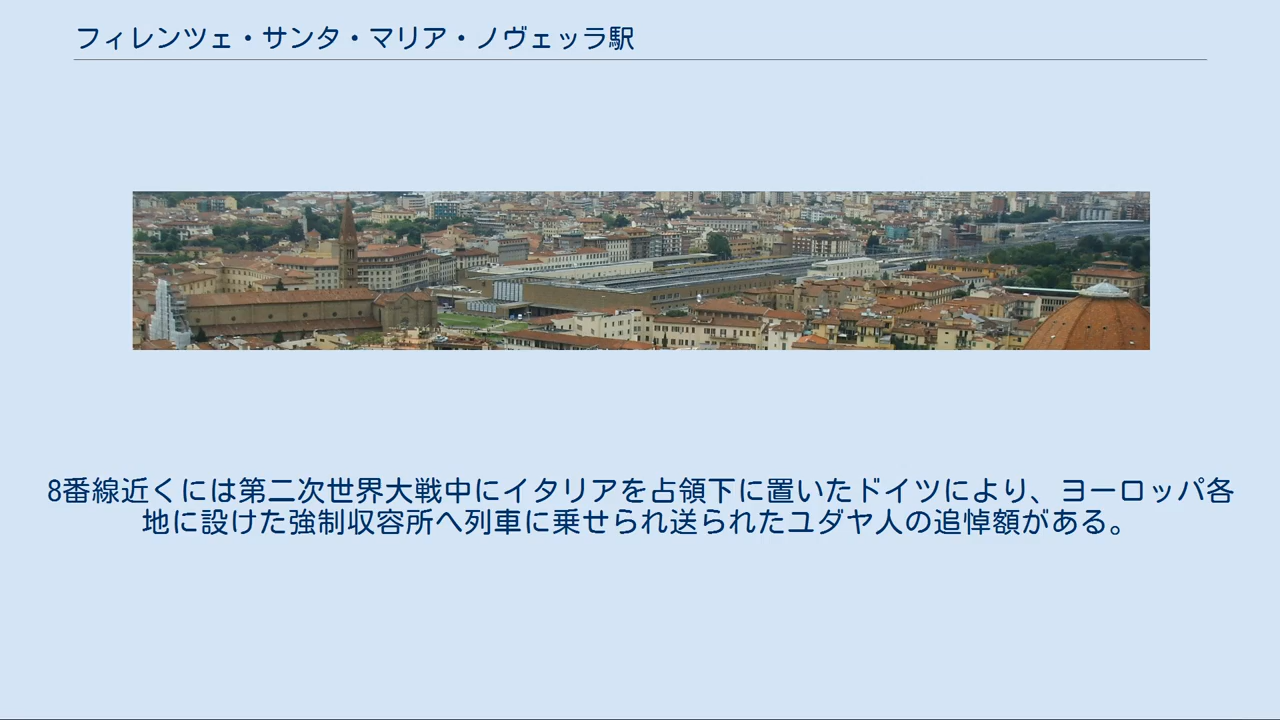 フィレンツェ・サンタ・マリア・ノヴェッラ駅
8番線近くには第二次世界大戦中にイタリアを占領下に置いたドイツにより、ヨーロッパ各
地に設けた強制収容所へ列車に乗せられ送られたユダヤ人の追悼額がある。